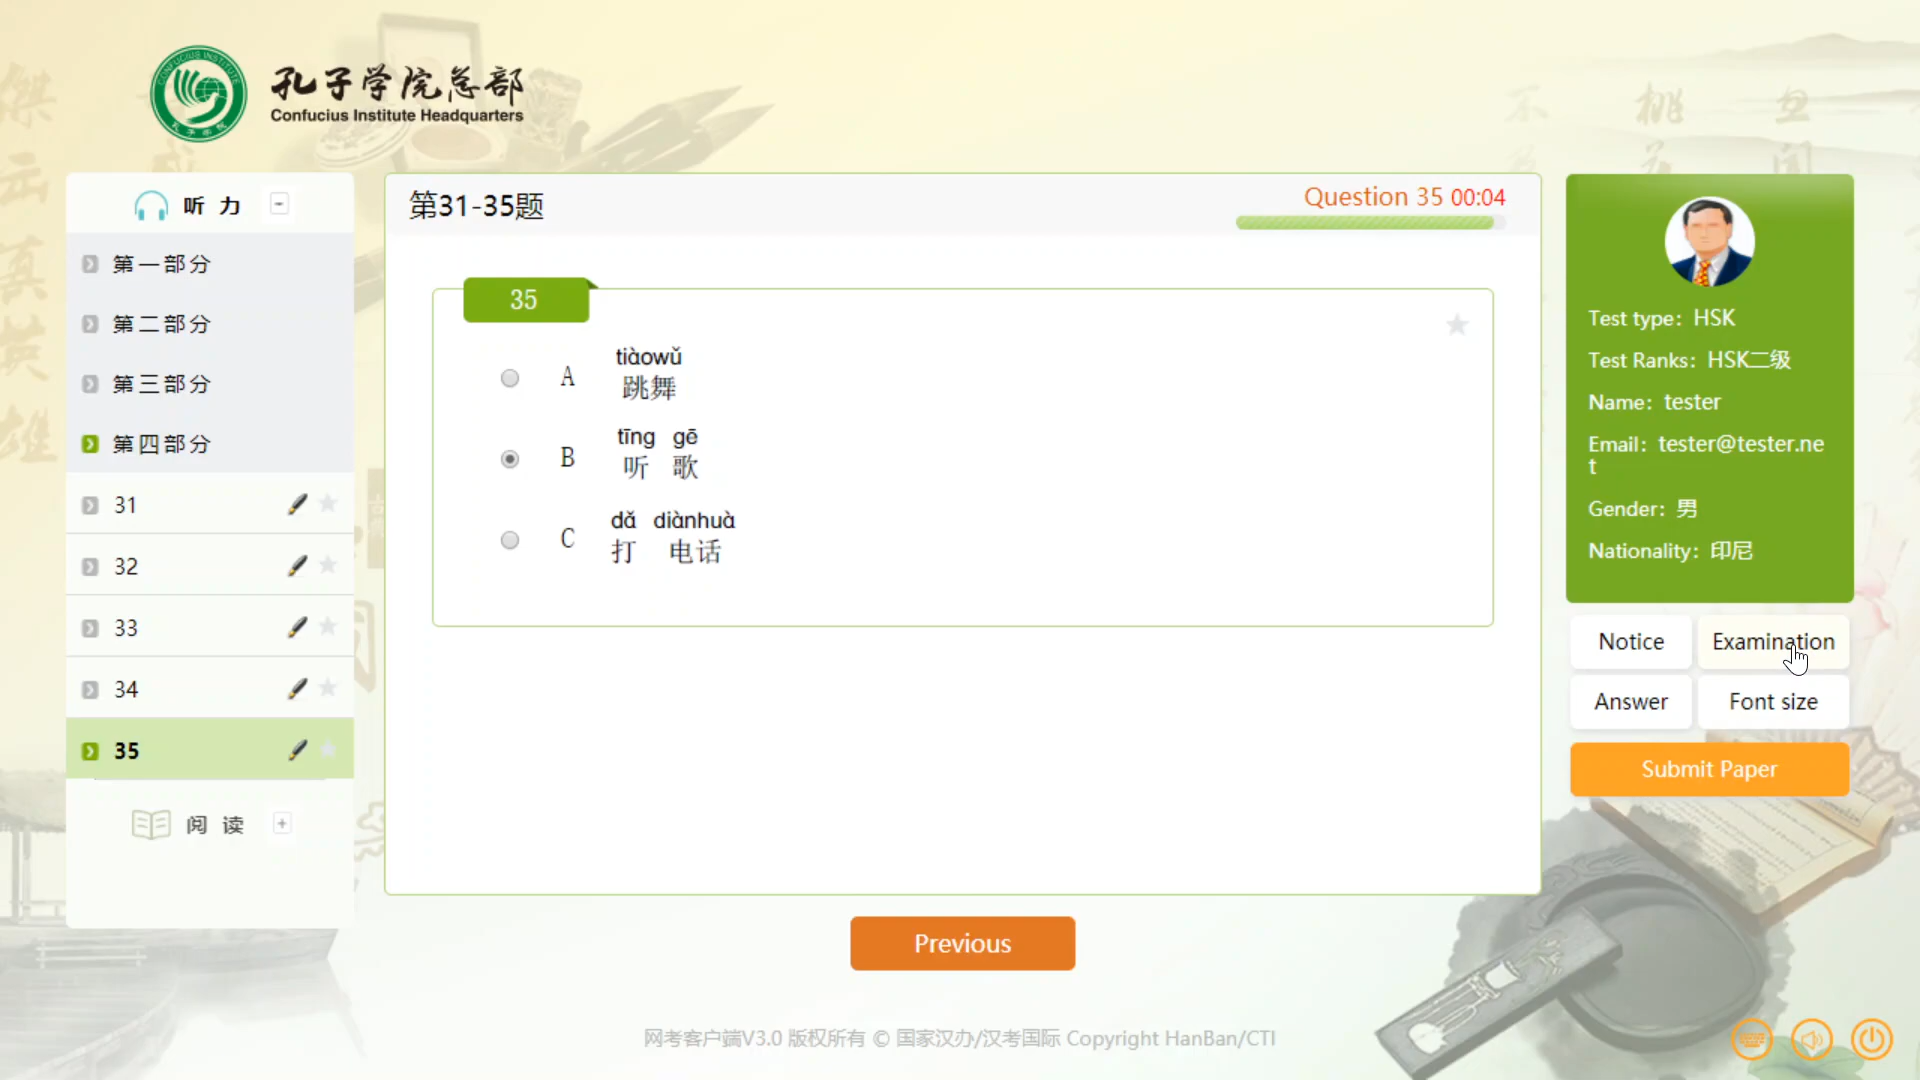 孔子学院总部
Confucius Institute Headquarters
听 力
第一部分
第二部分
第三部分
第四部分
31
32
33
34
35
阅 读
第31-35题
Question 35 00:04
35
A
tiàowǔ
跳舞
B
tīng gē
听 歌
C
dǎ diànhuà
打 电话
Previous
Test type: HSK
Test Ranks: HSK二级
Name: tester
Email: tester@tester.ne
t
Gender: 男
Nationality: 印尼
Notice
Examination
Answer
Font size
Submit Paper
网考客户端V3.0 版权所有 © 国家汉办/汉考国际 Copyright HanBan/CTI